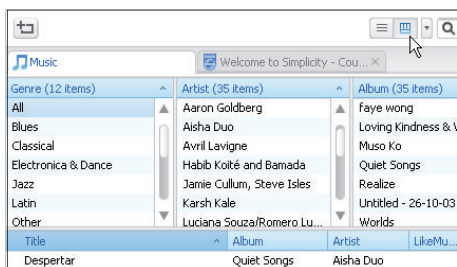 Music
Welcome to Simplicity - Cou...
Genre (12 items)
Artist (35 items)
Album (35 items)
All
Aaron Goldberg
faye wong
Blues
Aisha Duo
Loving Kindness &
Classical
Avril Lavigne
Muso Ko
Electronica & Dance
Habib Koité and Bamada
Quiet Songs
Jazz
Jamie Cullum, Steve Isles
Realize
Latin
Karsh Kale
Untitled - 26-10-03
Other
Luciana Souza/Romero Lu...
Worlds
Title
Album
Artist
LikeMu...
Despertar
Quiet Songs
Aisha Duo